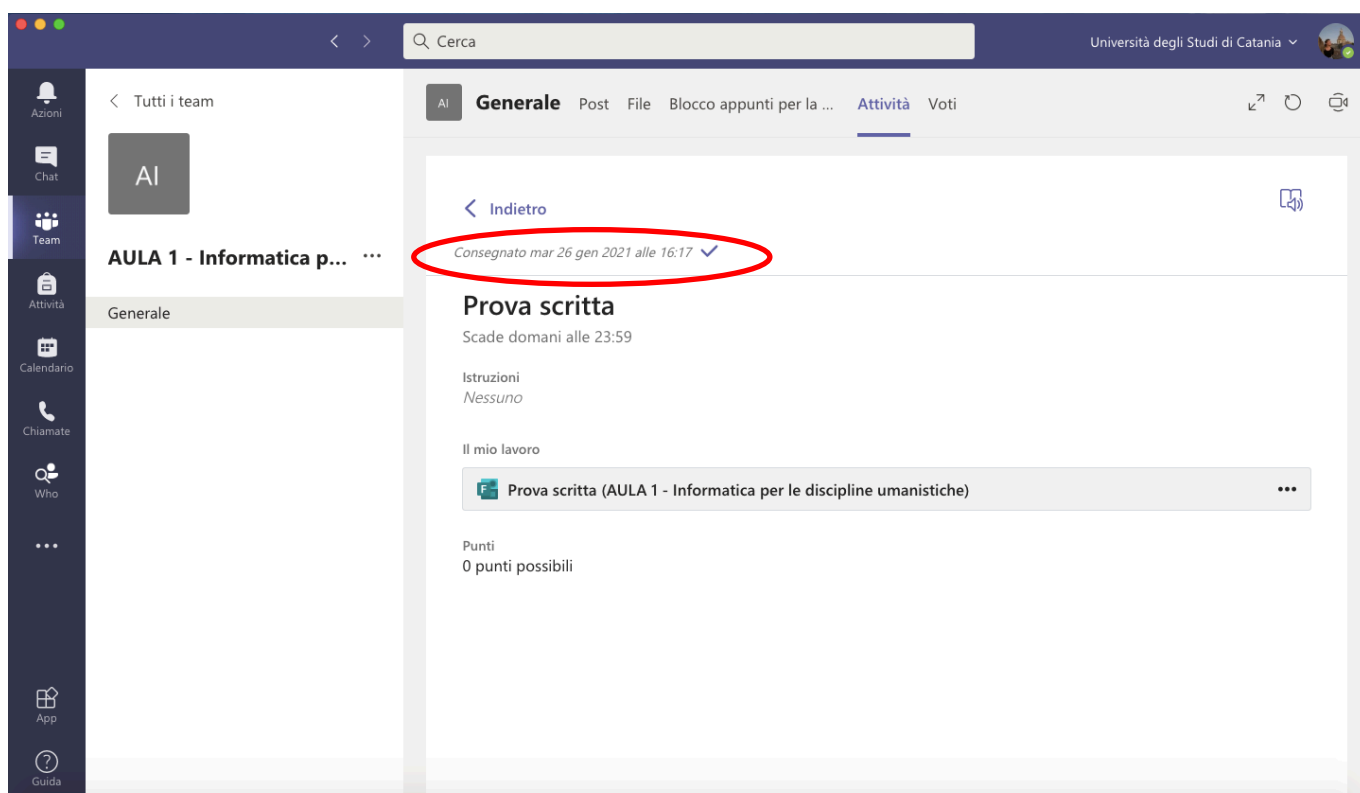 Cerca
Università degli Studi di Catania
Azioni
Chat
Team
Attività
Calendario
Chiamate
Who
App
Guida
Tutti i team
AI
AULA 1 - Informatica p... ...
Generale
AI Generale Post File Blocco appunti per la ... Attività Voti
Indietro
Consegnato mar 26 gen 2021 alle 16:17
Prova scritta
Scade domani alle 23:59
Istruzioni
Nessuno
Il mio lavoro
F Prova scritta (AULA 1 - Informatica per le discipline umanistiche) ...
Punti
0 punti possibili